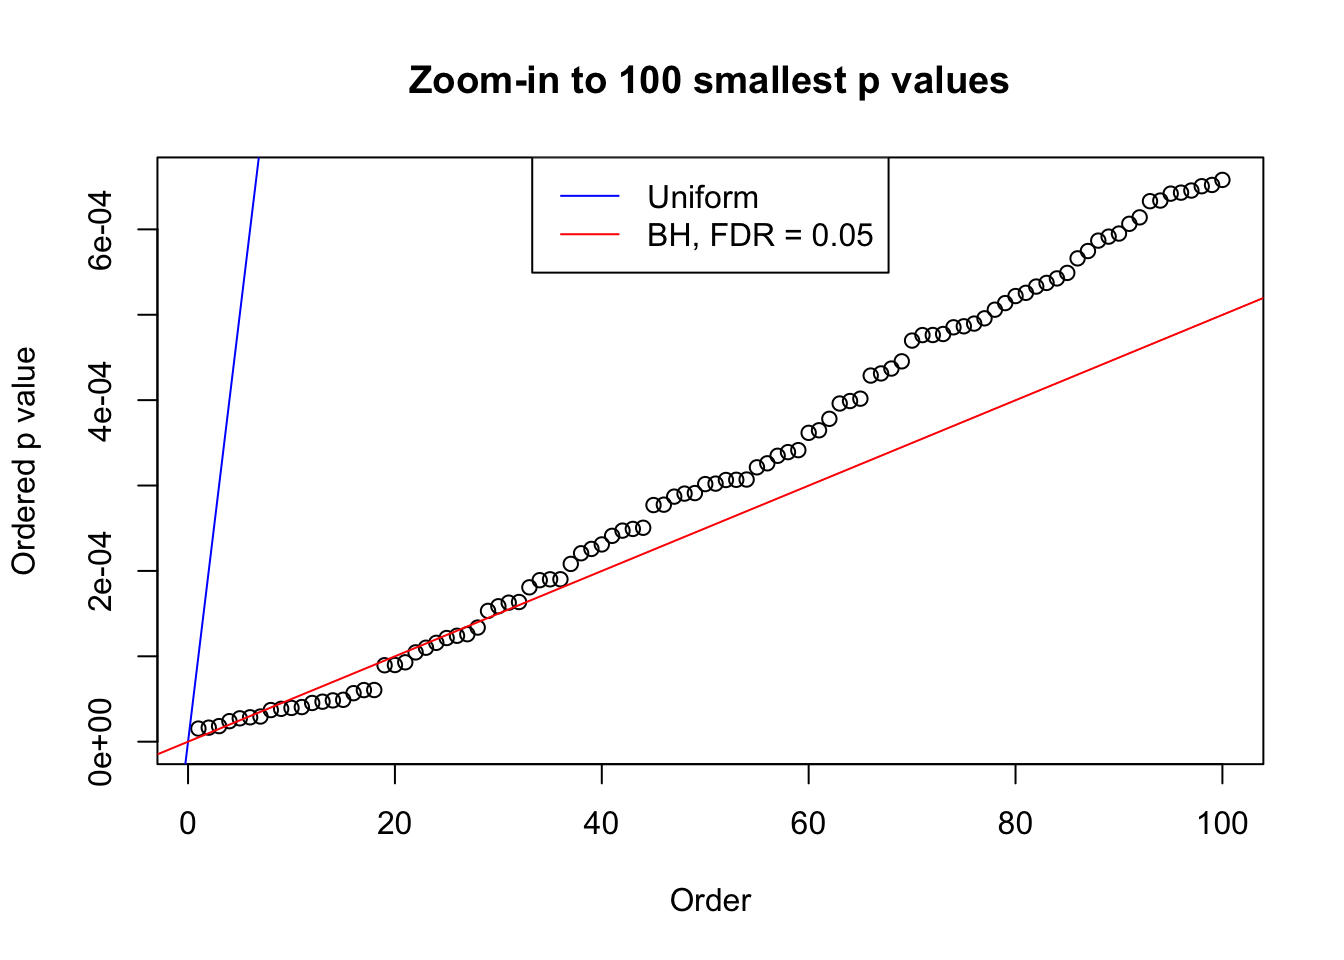 Zoom-in to 100 smallest p values
Uniform
BH, FDR = 0.05
Ordered p value
6e-04
4e-04
2e-04
0e+00
0 20 40 60 80 100
Order